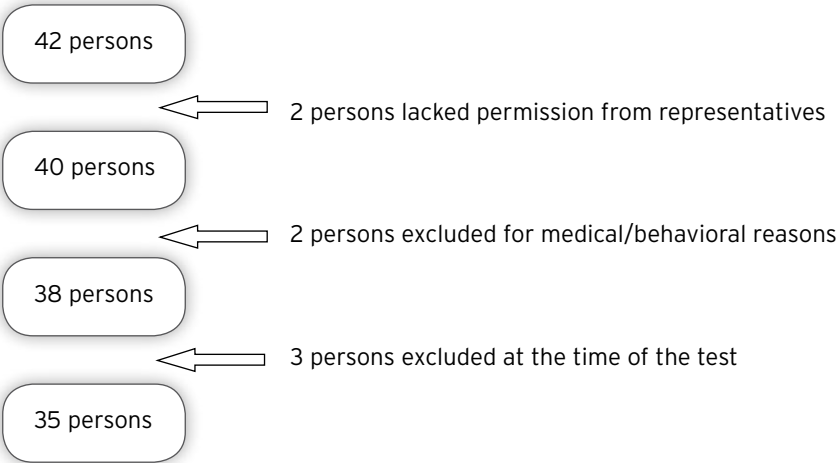 42 persons
2 persons lacked permission from representatives
40 persons
2 persons excluded for medical/behavioral reasons
38 persons
3 persons excluded at the time of the test
35 persons